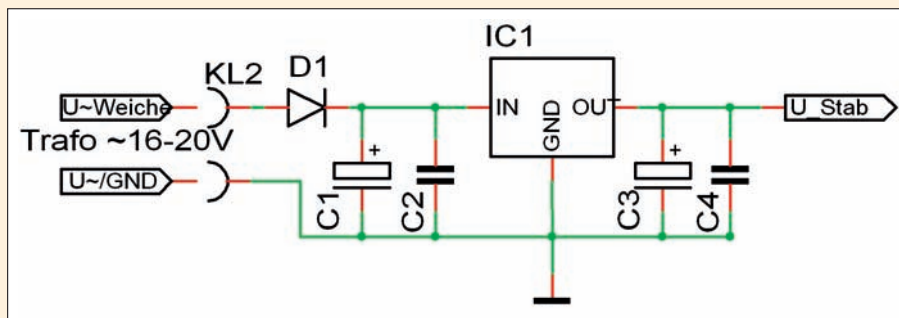 IC1
KL2 D1
U~Weiche
IN OUT
U_Stab
Trafo ~16-20V
GND
U~/GND
+
+
C1
C2
C3
C4